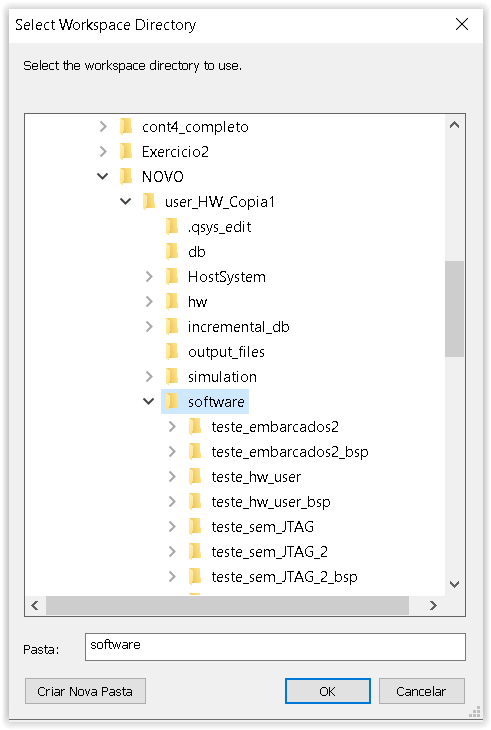 Select Workspace Directory
Select the workspace directory to use.
cont4_completo
Exercicio2
NOVO
user_HW_Copia1
.qsys_edit
db
HostSystem
hw
incremental_db
output_files
simulation
software
teste_embarcados2
teste_embarcados2_bsp
teste_hw_user
teste_hw_user_bsp
teste_sem_JTAG
teste_sem_JTAG_2
teste_sem_JTAG_2_bsp
Pasta: software
Criar Nova Pasta OK Cancelar